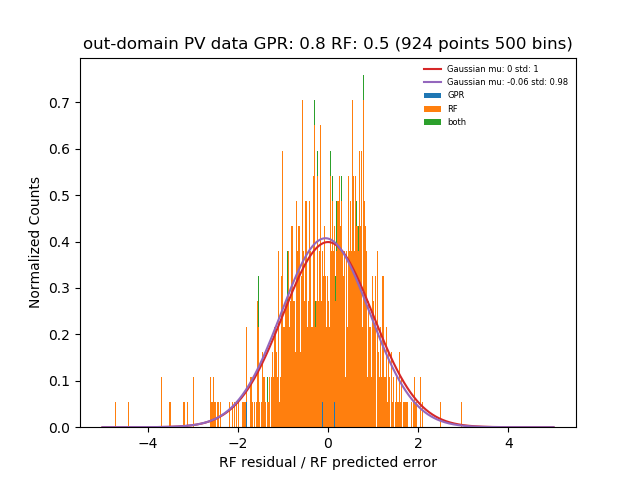 out-domain PV data GPR: 0.8 RF: 0.5 (924 points 500 bins)
Gaussian mu: 0 std: 1
Gaussian mu: -0.06 std: 0.98
GPR
RF
both
Normalized Counts
0.7
0.6
0.5
0.4
0.3
0.2
0.1
0.0
−4 −2 0 2 4
RF residual / RF predicted error